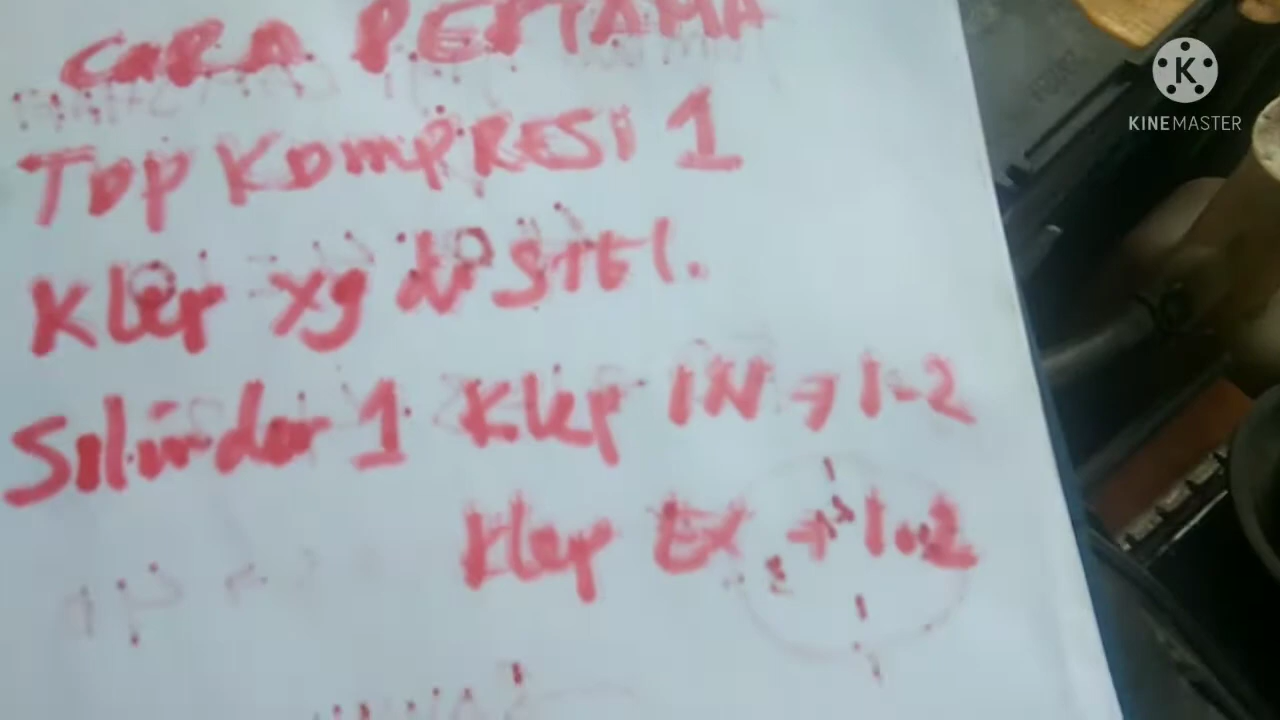 CARA PERTAMA
TOP KOMPRESI 1
Klep yg di STEL.
Silinder 1 Klep IN → 1-2
Klep EX → 1.2
KINEMASTER